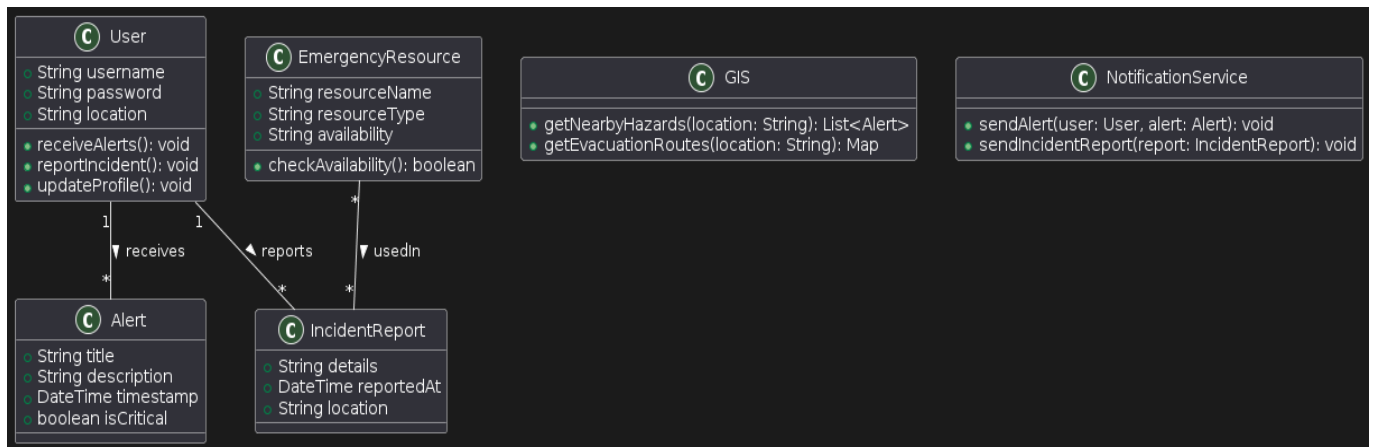 C User
String username
String password
String location
receiveAlerts(): void
reportIncident(): void
updateProfile(): void
C EmergencyResource
String resourceName
String resourceType
String availability
checkAvailability(): boolean
C GIS
getNearbyHazards(location: String): List<Alert>
getEvacuationRoutes(location: String): Map
C NotificationService
sendAlert(user: User, alert: Alert): void
sendIncidentReport(report: IncidentReport): void
1
1
*
receives
reports
usedIn
*
*
*
C Alert
String title
String description
DateTime timestamp
boolean isCritical
C IncidentReport
String details
DateTime reportedAt
String location